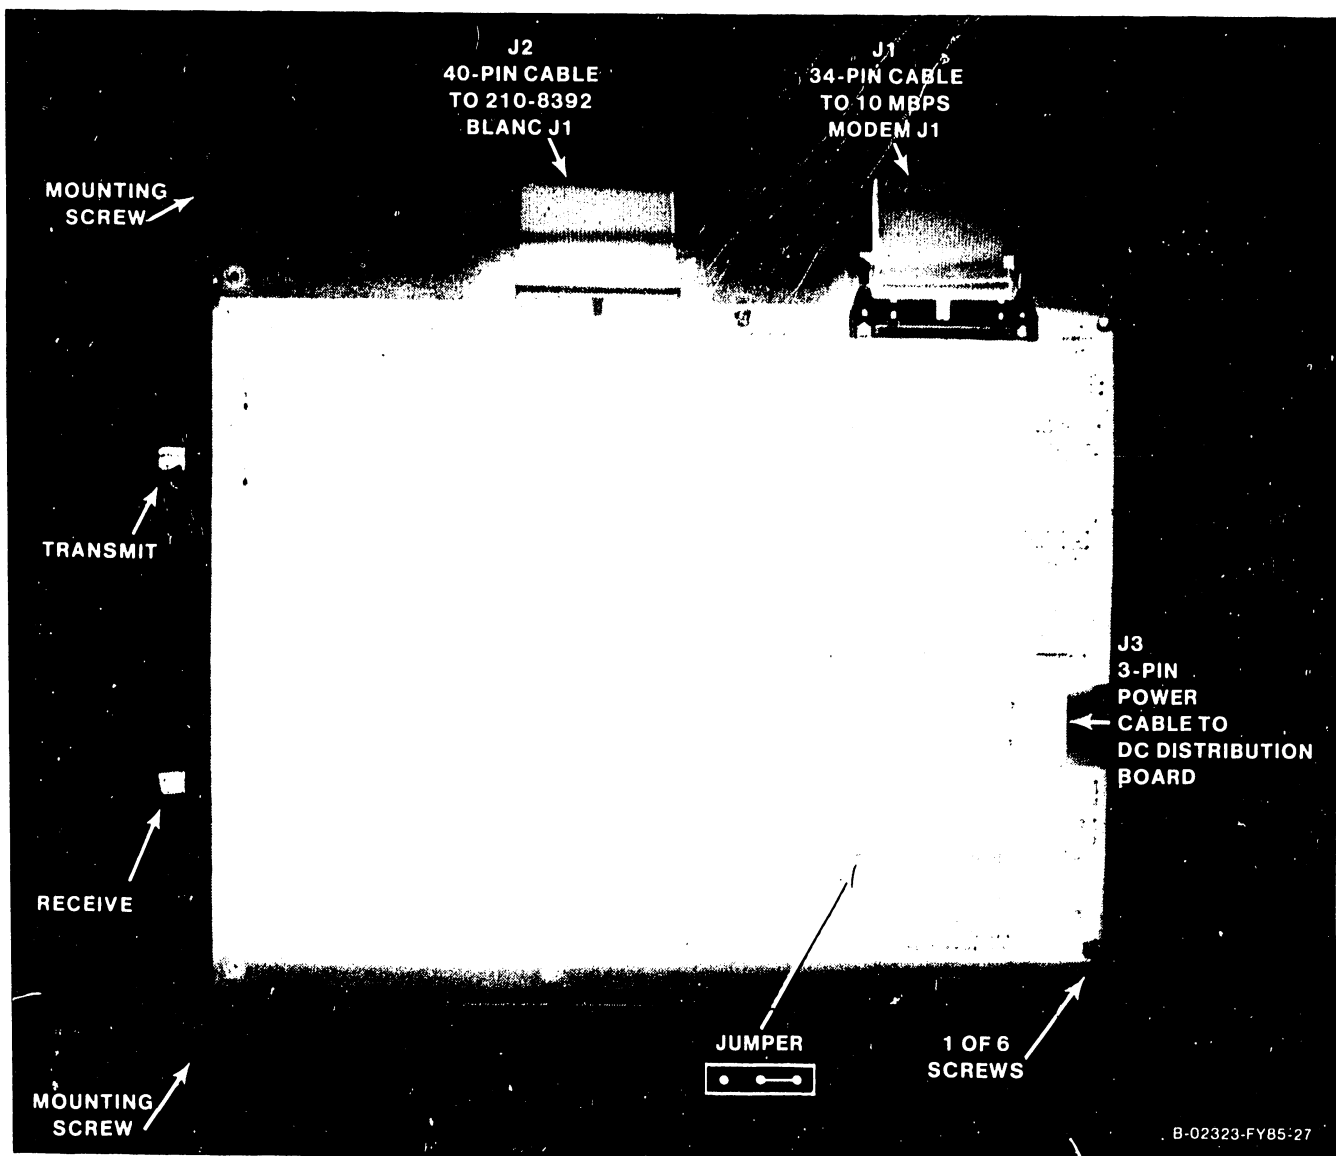 J2
40-PIN CABLE
TO 210-8392
BLANC J1
J1
34-PIN CABLE
TO 10 MBPS
MODEM J1
MOUNTING
SCREW
TRANSMIT
J3
3-PIN
POWER
CABLE TO
DC DISTRIBUTION
BOARD
RECEIVE
JUMPER
1 OF 6
SCREWS
MOUNTING
SCREW
B-02323-FY85-27